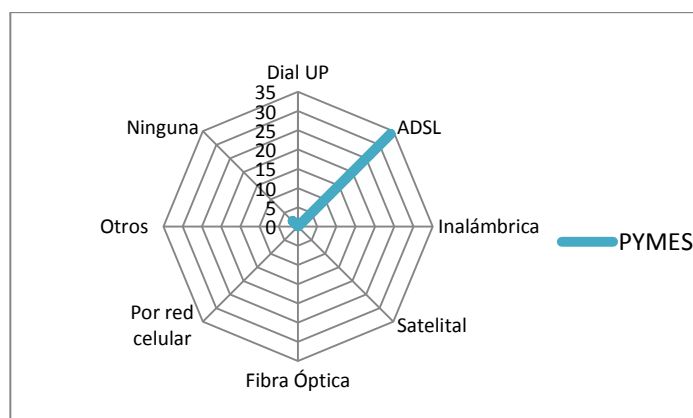 Dial UP
35
30
25
20
15
10
5
0
ADSL
Inalámbrica
Satelital
Fibra Óptica
Por red
celular
Otros
Ninguna
PYMES